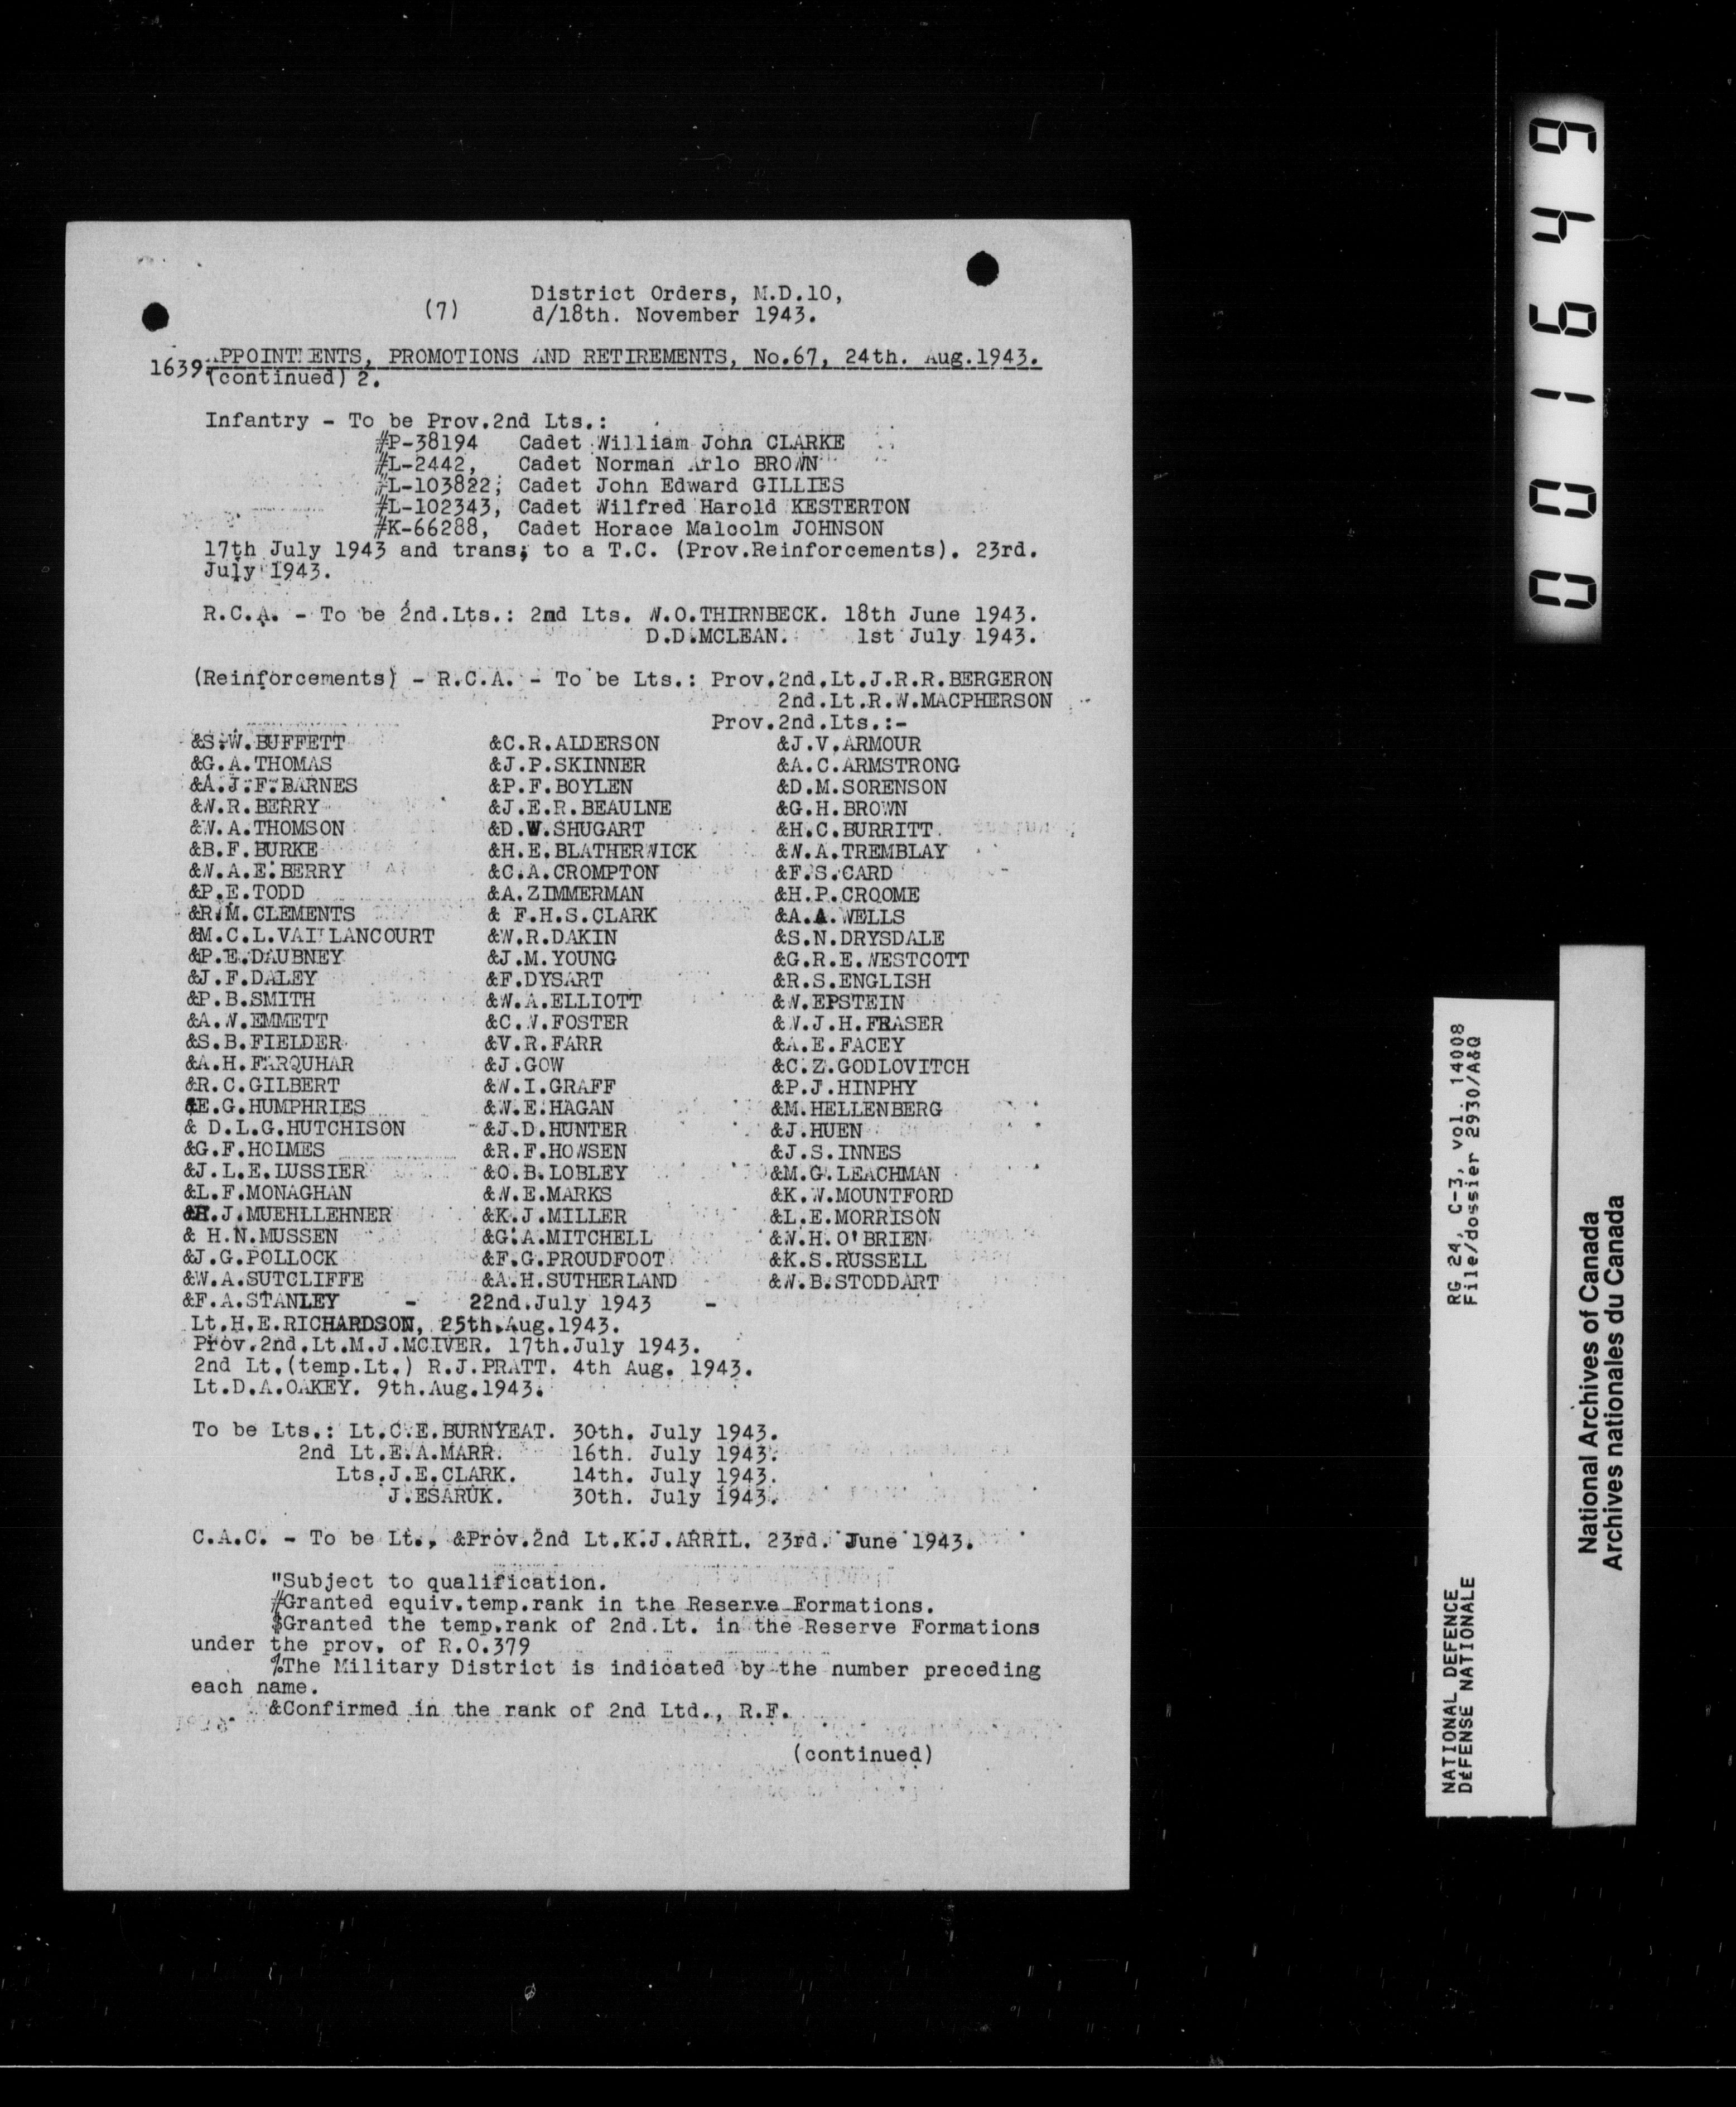 (7)
District Orders, M.D.10,
d/18th. November 1943.
1639. APPOINTMENTS, PROMOTIONS AND RETIREMENTS, No.67, 24th. Aug.1943.
(continued) 2.
Infantry - To be Prov.2nd Lts.:
#P-38194 Cadet William John CLARKE
#L-2442, Cadet Norman Arlo BROWN
#L-103822, Cadet John Edward GILLIES
#L-102343, Cadet Wilfred Harold KESTERTON
#K-66288, Cadet Horace Malcolm JOHNSON
17th July 1943 and trans; to a T.C. (Prov.Reinforcements). 23rd.
July 1943.
R.C.A. - To be 2nd.Lts.: 2nd Lts. W.O.THIRNBECK. 18th June 1943.
D.D.MCLEAN. 1st July 1943.
(Reinforcements) - R.C.A. - To be Lts.: Prov.2nd.Lt.J.R.R.BERGERON
2nd.Lt.R.W.MACPHERSON
Prov.2nd.Lts.:-
&S.W.BUFFETT &C.R.ALDERSON &J.V.ARMOUR
&G.A.THOMAS &J.P.SKINNER &A.C.ARMSTRONG
&A.J.F.BARNES &P.F.BOYLEN &D.M.SORENSON
&W.R.BERRY &J.E.R.BEAULNE &G.H.BROWN
&W.A.THOMSON &D.W.SHUGART &H.C.BURRITT
&B.F.BURKE &H.E.BLATHERWICK &W.A.TREMBLAY
&W.A.E.BERRY &C.A.CROMPTON &F.S.CARD
&P.E.TODD &A.ZIMMERMAN &H.P.CROOME
&R.M.CLEMENTS & F.H.S.CLARK &A.A.WELLS
&M.C.L.VAILLANCOURT &W.R.DAKIN &S.N.DRYSDALE
&P.E.DAUBNEY &J.M.YOUNG &G.R.E.WESTCOTT
&J.F.DALEY &F.DYSART &R.S.ENGLISH
&P.B.SMITH &W.A.ELLIOTT &W.EPSTEIN
&A.W.EMMETT &C.W.FOSTER &W.J.H.FRASER
&S.B.FIELDER &V.R.FARR &A.E.FACEY
&A.H.FARQUHAR &J.GOW &C.Z.GODLOVITCH
&R.C.GILBERT &W.I.GRAFF &P.J.HINPHY
&E.G.HUMPHRIES &W.E.HAGAN &M.HELLENBERG
& D.L.G.HUTCHISON &J.D.HUNTER &J.HUEN
&G.F.HOLMES &R.F.HOWSEN &J.S.INNES
&J.L.E.LUSSIER &O.B.LOBLEY &M.G.LEACHMAN
&L.F.MONAGHAN &W.E.MARKS &K.W.MOUNTFORD
&H.J.MUEHLLEHNER &K.J.MILLER &L.E.MORRISON
& H.N.MUSSEN &G.A.MITCHELL &W.H.O'BRIEN
&J.G.POLLOCK &F.G.PROUDFOOT &K.S.RUSSELL
&W.A.SUTCLIFFE &A.H.SUTHERLAND &W.B.STODDART
&F.A.STANLEY - 22nd.July 1943 -
Lt.H.E.RICHARDSON, 25th.Aug.1943.
Prov.2nd.Lt.M.J.MCIVER. 17th.July 1943.
2nd Lt.(temp.Lt.) R.J.PRATT. 4th Aug. 1943.
Lt.D.A.OAKEY. 9th.Aug.1943.
To be Lts.: Lt.C.E.BURNYEAT. 30th. July 1943.
2nd Lt.E.A.MARR. 16th. July 1943.
Lts.J.E.CLARK. 14th. July 1943.
J.ESARUK. 30th. July 1943.
C.A.C. - To be Lt., &Prov.2nd Lt.K.J.ARRIL. 23rd. June 1943.
"Subject to qualification.
#Granted equiv.temp.rank in the Reserve Formations.
$Granted the temp.rank of 2nd.Lt. in the Reserve Formations
under the prov. of R.O.379
%The Military District is indicated by the number preceding
each name.
&Confirmed in the rank of 2nd Ltd., R.F.
(continued)
001649
NATIONAL DEFENCE RG 24, C-3, vol. 14008
DéFENSE NATIONALE File/dossier 2930/A&Q
National Archives of Canada
Archives nationales du Canada